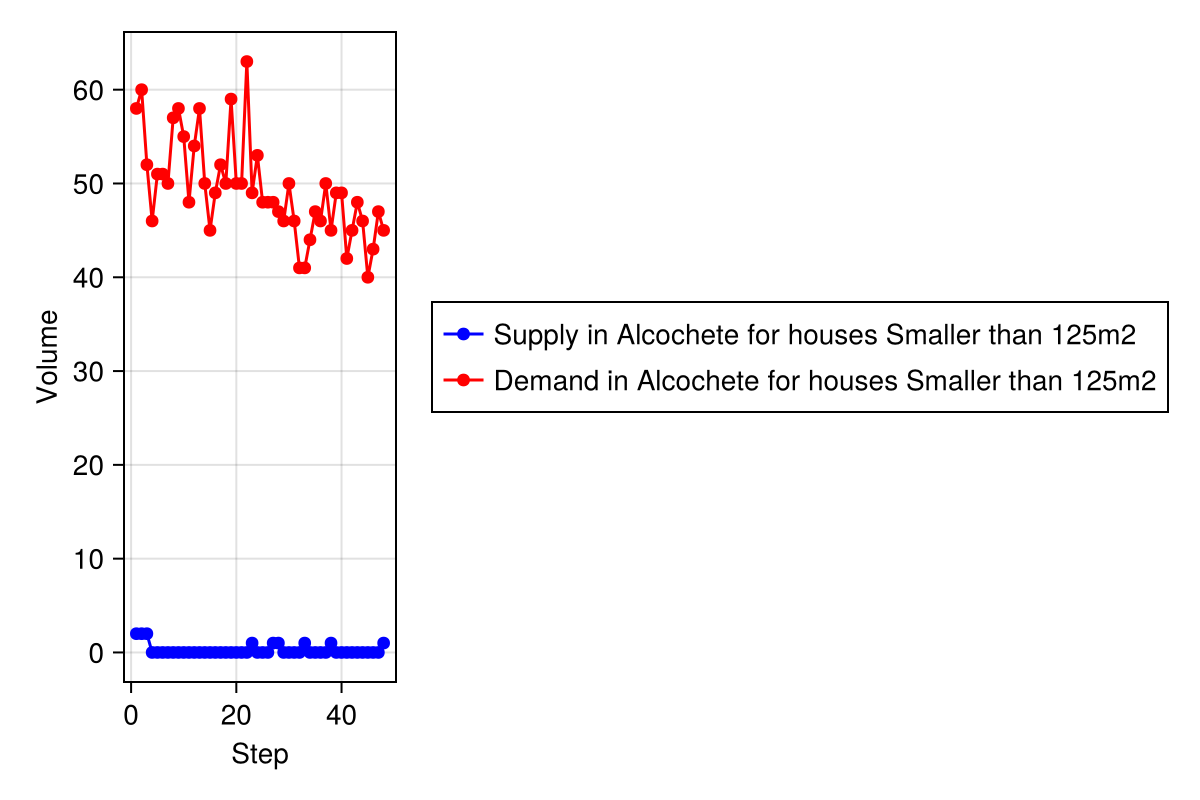 60
50
40
30
20
10
0
Volume
0 20 40
Step
Supply in Alcochete for houses Smaller than 125m2
Demand in Alcochete for houses Smaller than 125m2